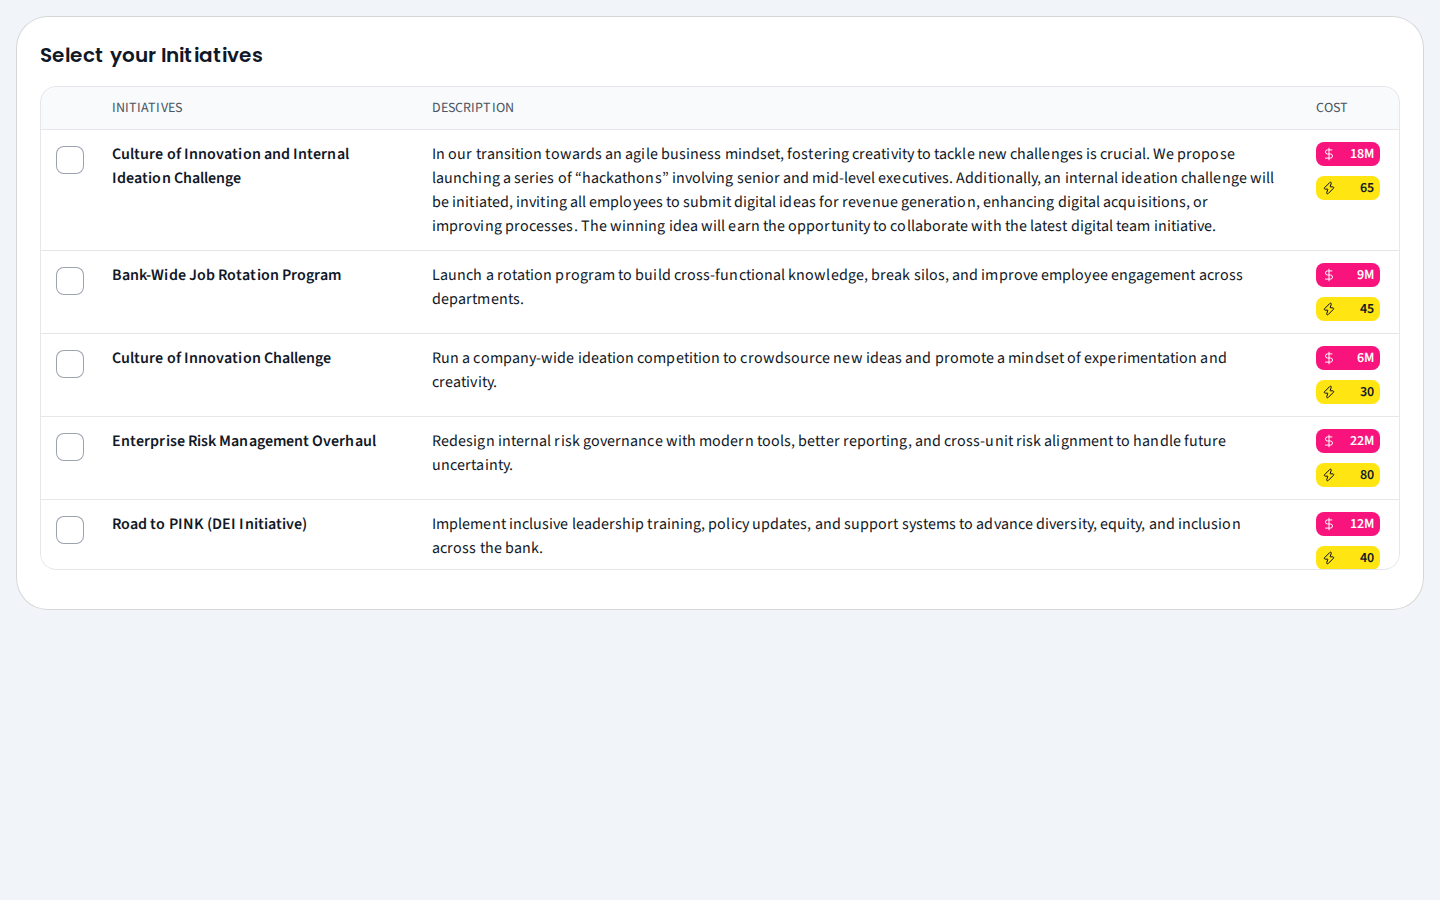 Select your Initiatives
INITIATIVES DESCRIPTION COST
Culture of Innovation and Internal
Ideation Challenge
In our transition towards an agile business mindset, fostering creativity to tackle new challenges is crucial. We propose
launching a series of “hackathons” involving senior and mid-level executives. Additionally, an internal ideation challenge will
be initiated, inviting all employees to submit digital ideas for revenue generation, enhancing digital acquisitions, or
improving processes. The winning idea will earn the opportunity to collaborate with the latest digital team initiative.
$ 18M
65
Bank-Wide Job Rotation Program
Launch a rotation program to build cross-functional knowledge, break silos, and improve employee engagement across
departments.
$ 9M
45
Culture of Innovation Challenge
Run a company-wide ideation competition to crowdsource new ideas and promote a mindset of experimentation and
creativity.
$ 6M
30
Enterprise Risk Management Overhaul
Redesign internal risk governance with modern tools, better reporting, and cross-unit risk alignment to handle future
uncertainty.
$ 22M
80
Road to PINK (DEI Initiative)
Implement inclusive leadership training, policy updates, and support systems to advance diversity, equity, and inclusion
across the bank.
$ 12M
40